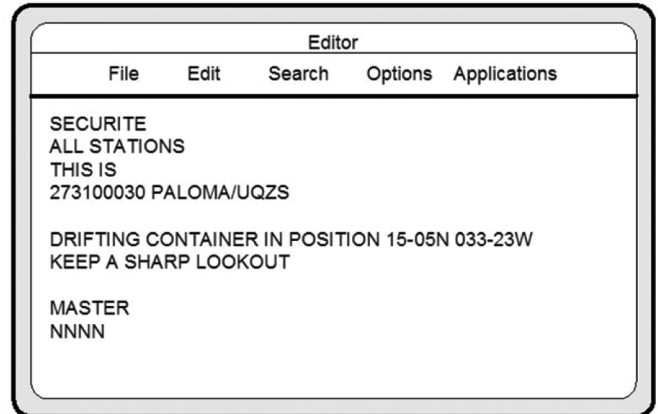 Editor
File Edit Search Options Applications
SECURITE
ALL STATIONS
THIS IS
273100030 PALOMA/UQZS
DRIFTING CONTAINER IN POSITION 15-05N 033-23W
KEEP A SHARP LOOKOUT
MASTER
NNNN